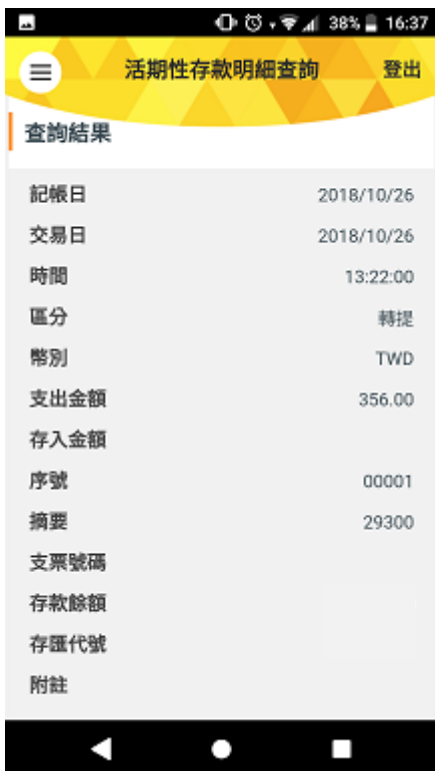 38% 16:37
活期性存款明細查詢 登出
查詢結果
記帳日 2018/10/26
交易日 2018/10/26
時間 13:22:00
區分 轉提
幣別 TWD
支出金額 356.00
存入金額
序號 00001
摘要 29300
支票號碼
存款餘額
存匯代號
附註